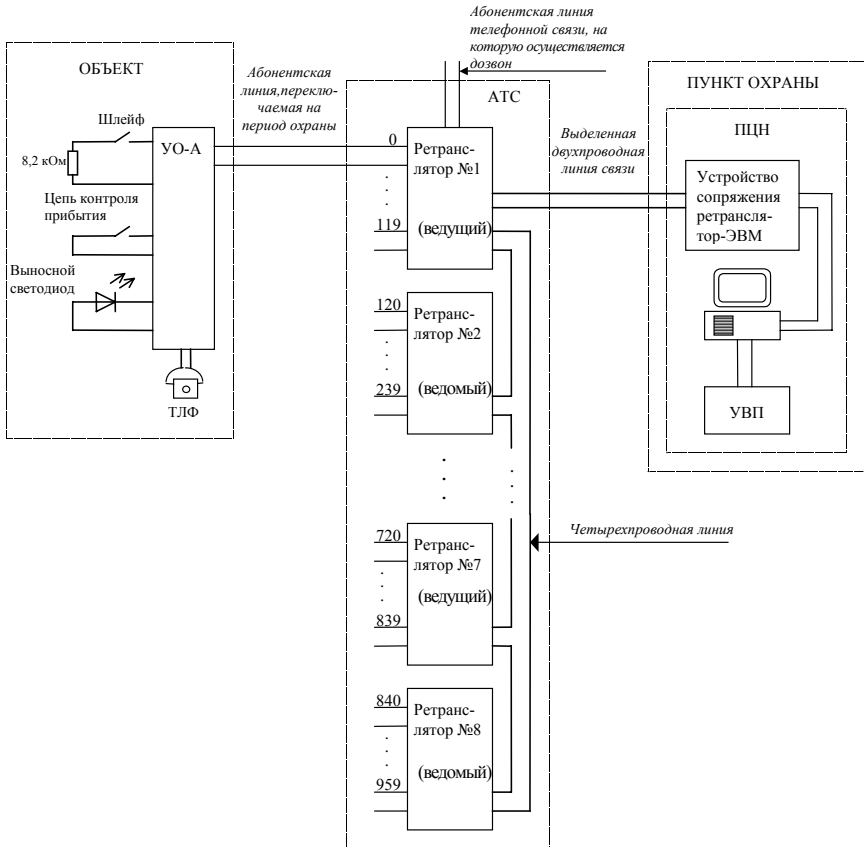 Абонентская линия
телефонной связи, на
которую осуществляется
дозвон
ОБЪЕКТ
Абонентская
линия,переклю-
чаемая на
период охраны
АТС
ПУНКТ ОХРАНЫ
ПЦН
Шлейф
8,2 кОм
УО-А
Цепь контроля
прибытия
Выносной
светодиод
ТЛФ
0
Ретранс-
лятор №1
119
(ведущий)
Выделенная
двухпроводная
линия связи
Устройство
сопряжения
ретрансля-
тор-ЭВМ
УВП
120
Ретранс-
лятор №2
239
(ведомый)
720
Ретранс-
лятор №7
(ведущий)
839
Четырехпроводная линия
840
Ретранс-
лятор №8
(ведомый)
959